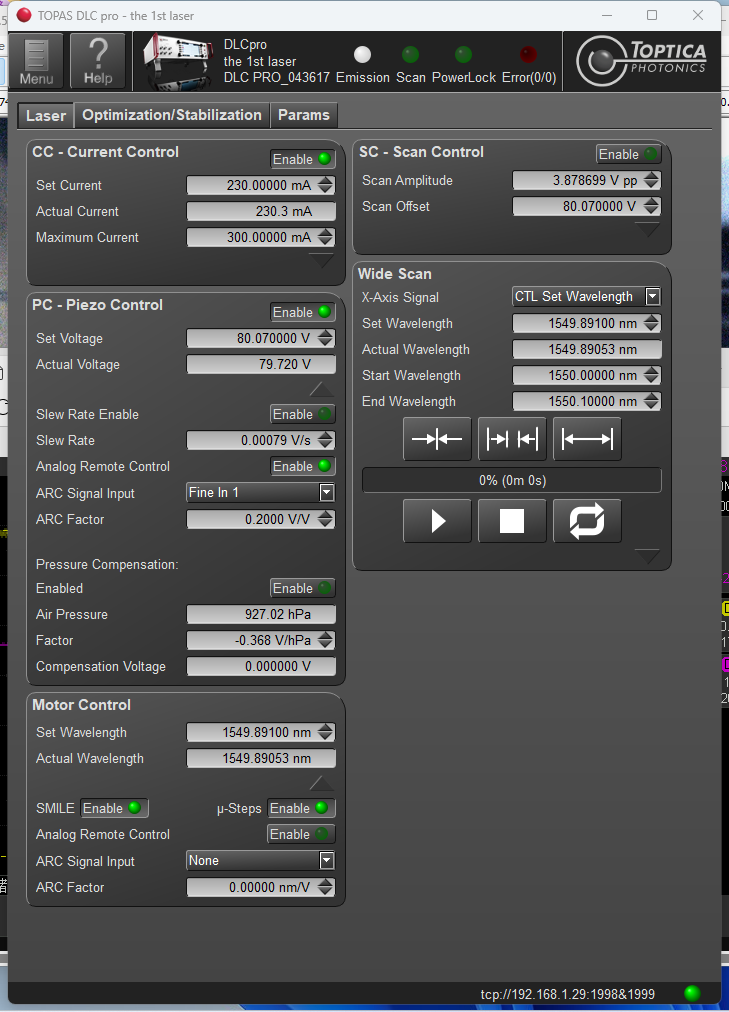 TOPAS DLC pro - the 1st laser
Menu
Help
DLCpro
the 1st laser
DLC PRO_043617
Emission
Scan
PowerLock
Error(0/0)
TOPTICA
PHOTONICS
Laser
Optimization/Stabilization
Params
CC - Current Control
Enable
Set Current
230.00000 mA
Actual Current
230.3 mA
Maximum Current
300.00000 mA
PC - Piezo Control
Enable
Set Voltage
80.070000 V
Actual Voltage
79.720 V
Slew Rate Enable
Enable
Slew Rate
0.00079 V/s
Analog Remote Control
Enable
ARC Signal Input
Fine In 1
ARC Factor
0.2000 V/V
Pressure Compensation:
Enabled
Enable
Air Pressure
927.02 hPa
Factor
-0.368 V/hPa
Compensation Voltage
0.000000 V
Motor Control
Set Wavelength
1549.89100 nm
Actual Wavelength
1549.89053 nm
SMILE
Enable
µ-Steps
Enable
Analog Remote Control
Enable
ARC Signal Input
None
ARC Factor
0.00000 nm/V
SC - Scan Control
Enable
Scan Amplitude
3.878699 V pp
Scan Offset
80.070000 V
Wide Scan
X-Axis Signal
CTL Set Wavelength
Set Wavelength
1549.89100 nm
Actual Wavelength
1549.89053 nm
Start Wavelength
1550.00000 nm
End Wavelength
1550.10000 nm
0% (0m 0s)
tcp://192.168.1.29:1998&1999